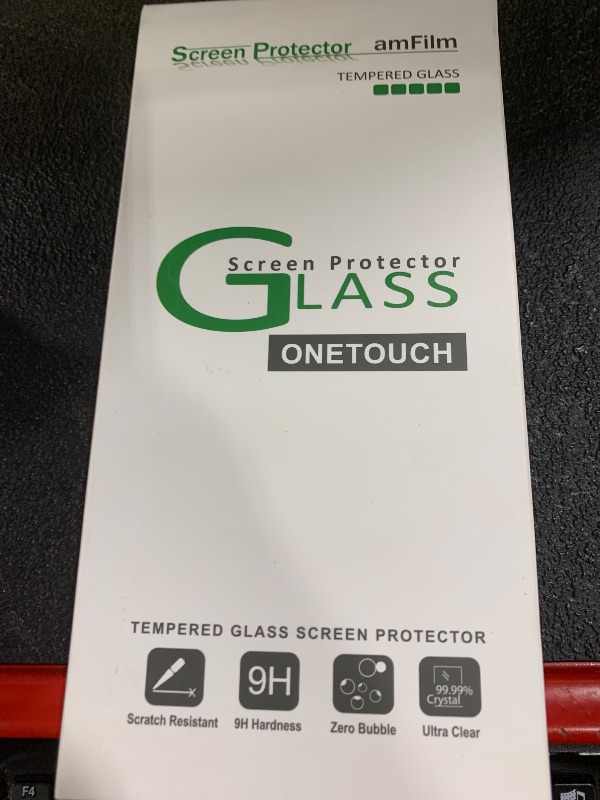 Screen Protector amFilm
TEMPERED GLASS
Screen Protector
GLASS
ONETOUCH
TEMPERED GLASS SCREEN PROTECTOR
9H
99.99%
Crystal
Scratch Resistant 9H Hardness Zero Bubble Ultra Clear
F4